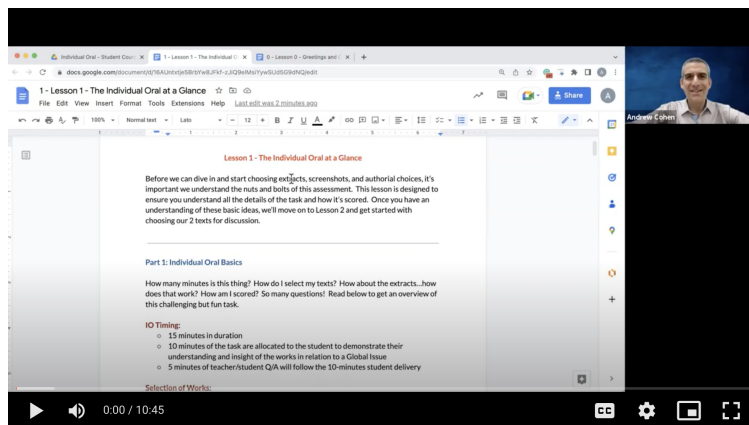 Individual Oral - Student Cours
1 - Lesson 1 - The Individual O
0 - Lesson 0 - Greetings and
1 - Lesson 1 - The Individual Oral at a Glance
Share
A
File Edit View Insert Format Tools Extensions Help Last edit was 2 minutes ago
100% Normal text Lato - 12 + B I U A
Andrew Cohen
Lesson 1 - The Individual Oral at a Glance
Before we can dive in and start choosing extracts, screenshots, and authorial choices, it's
important we understand the nuts and bolts of this assessment. This lesson is designed to
ensure you understand all the details of the task and how it's scored. Once you have an
understanding of these basic ideas, we'll move on to Lesson 2 and get started with
choosing our 2 texts for discussion.
Part 1: Individual Oral Basics
How many minutes is this thing? How do I select my texts? How about the extracts...how
does that work? How am I scored? So many questions! Read below to get an overview of
this challenging but fun task.
IO Timing:
15 minutes in duration
10 minutes of the task are allocated to the student to demonstrate their
understanding and insight of the works in relation to a Global Issue
5 minutes of teacher/student Q/A will follow the 10-minutes student delivery
Selection of Works:
0:00 / 10:45
CC